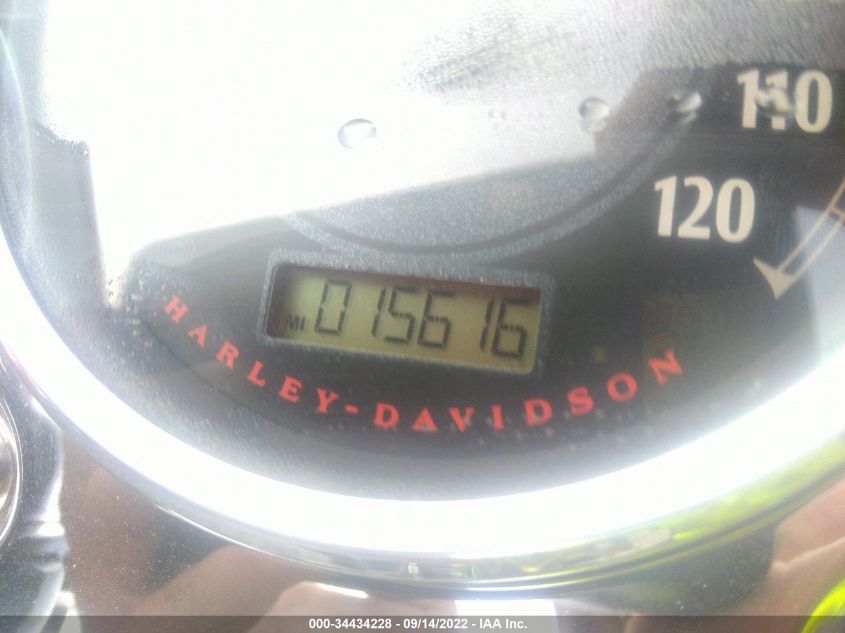 110
120
MI 015616
HARLEY-DAVIDSON
000-34434228 - 09/14/2022 - IAA Inc.